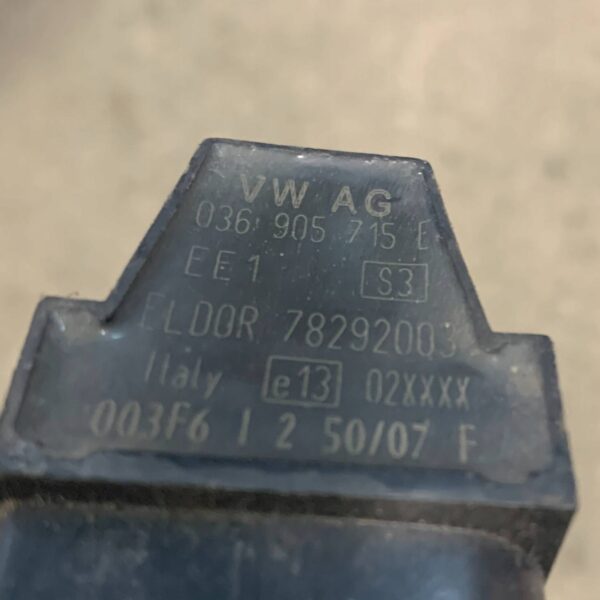 VW AG
036 905 715 E
EE1 S3
ELDOR 78292003
Italy e13 02XXXX
003F6 I 2 50/07 F